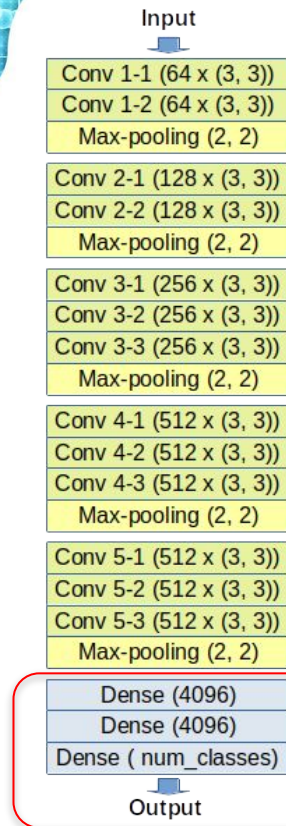 Input
Conv 1-1 (64 x (3, 3))
Conv 1-2 (64 x (3, 3))
Max-pooling (2, 2)
Conv 2-1 (128 x (3, 3))
Conv 2-2 (128 x (3, 3))
Max-pooling (2, 2)
Conv 3-1 (256 x (3, 3))
Conv 3-2 (256 x (3, 3))
Conv 3-3 (256 x (3, 3))
Max-pooling (2, 2)
Conv 4-1 (512 x (3, 3))
Conv 4-2 (512 x (3, 3))
Conv 4-3 (512 x (3, 3))
Max-pooling (2, 2)
Conv 5-1 (512 x (3, 3))
Conv 5-2 (512 x (3, 3))
Conv 5-3 (512 x (3, 3))
Max-pooling (2, 2)
Dense (4096)
Dense (4096)
Dense ( num_classes)
Output